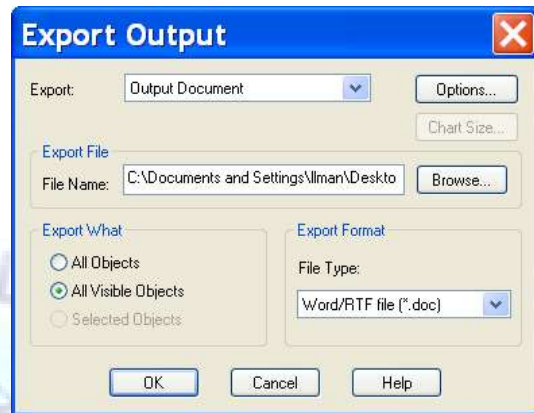 Export Output
Export: Output Document Options...
Chart Size...
Export File
File Name: C:\Documents and Settings\Ilman\Deskto Browse...
Export What
All Objects
All Visible Objects
Selected Objects
Export Format
File Type:
Word/RTF file (*.doc)
OK Cancel Help